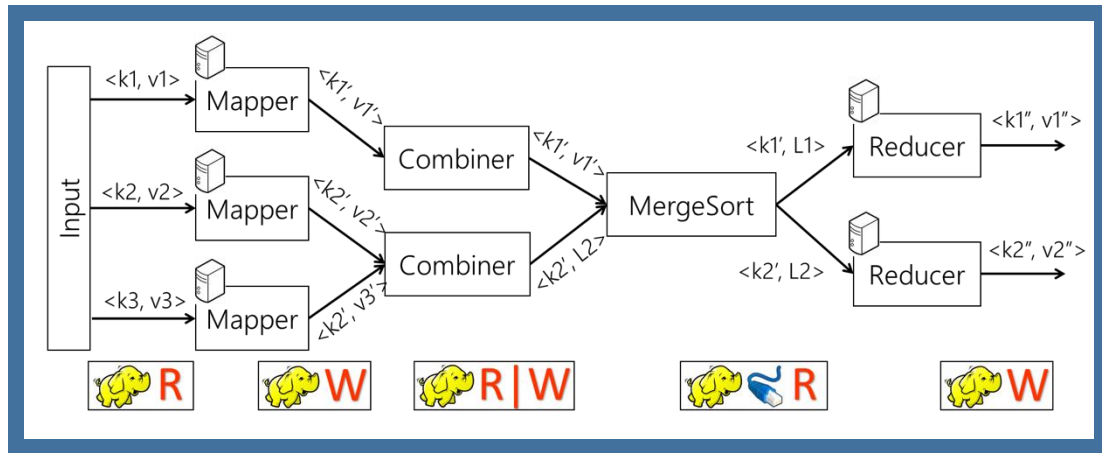 Input
<k1, v1>
Mapper
<k1′, v1′>
Combiner
<k1′, v1′>
<k2, v2>
Mapper
<k2′, v2′>
<k3, v3>
Mapper
<k2′, v3′>
Combiner
<k2′, L2>
MergeSort
<k1′, L1>
Reducer
<k1″, v1″>
<k2′, L2>
Reducer
<k2″, v2″>
R
W
R|W
R
W